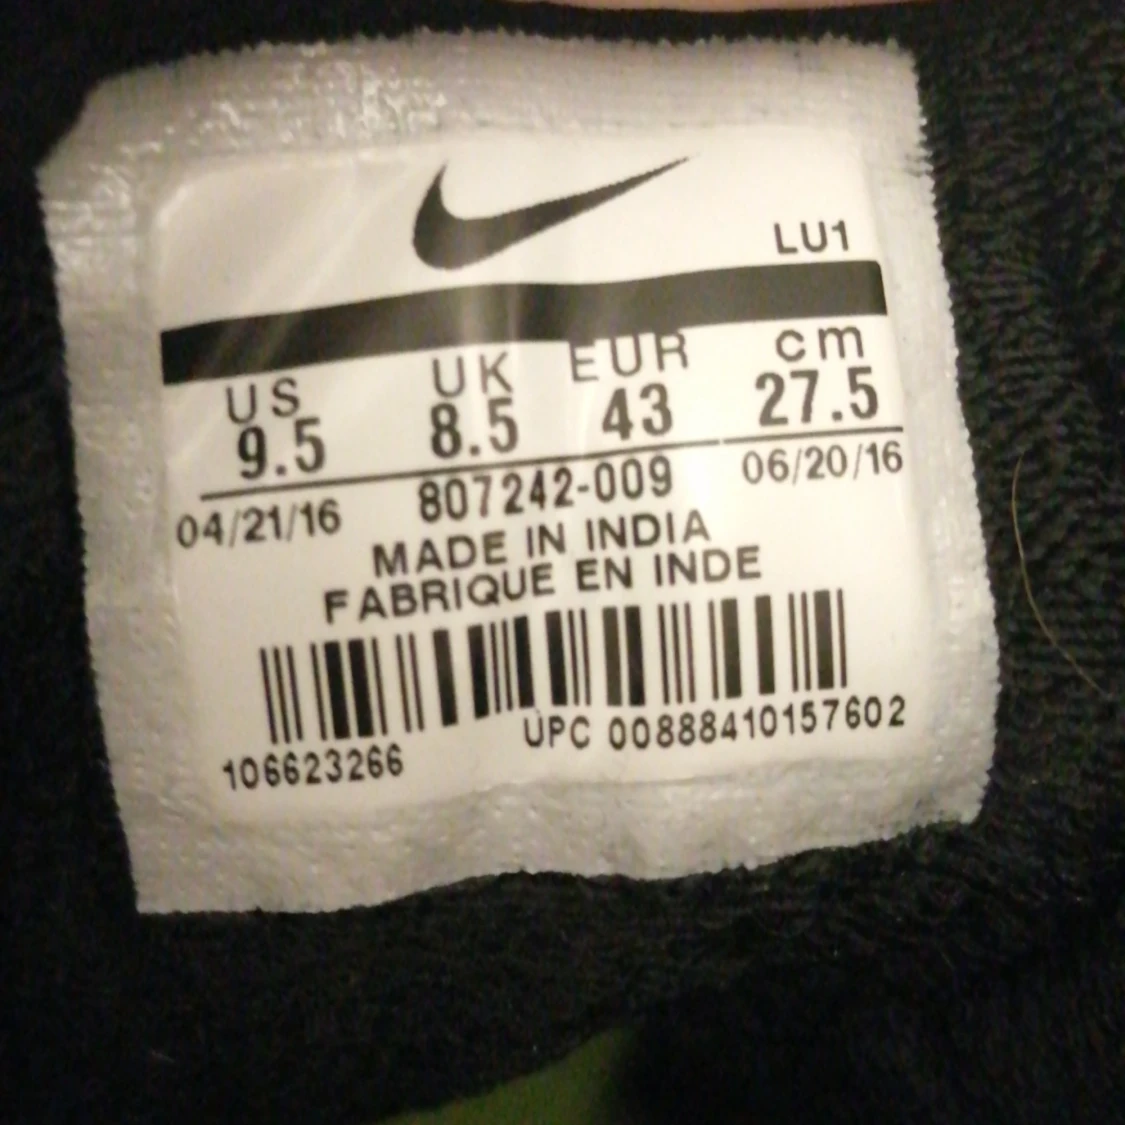 LU1
US UK EUR cm
9.5 8.5 43 27.5
04/21/16 807242-009 06/20/16
MADE IN INDIA
FABRIQUE EN INDE
106623266 UPC 00888410157602